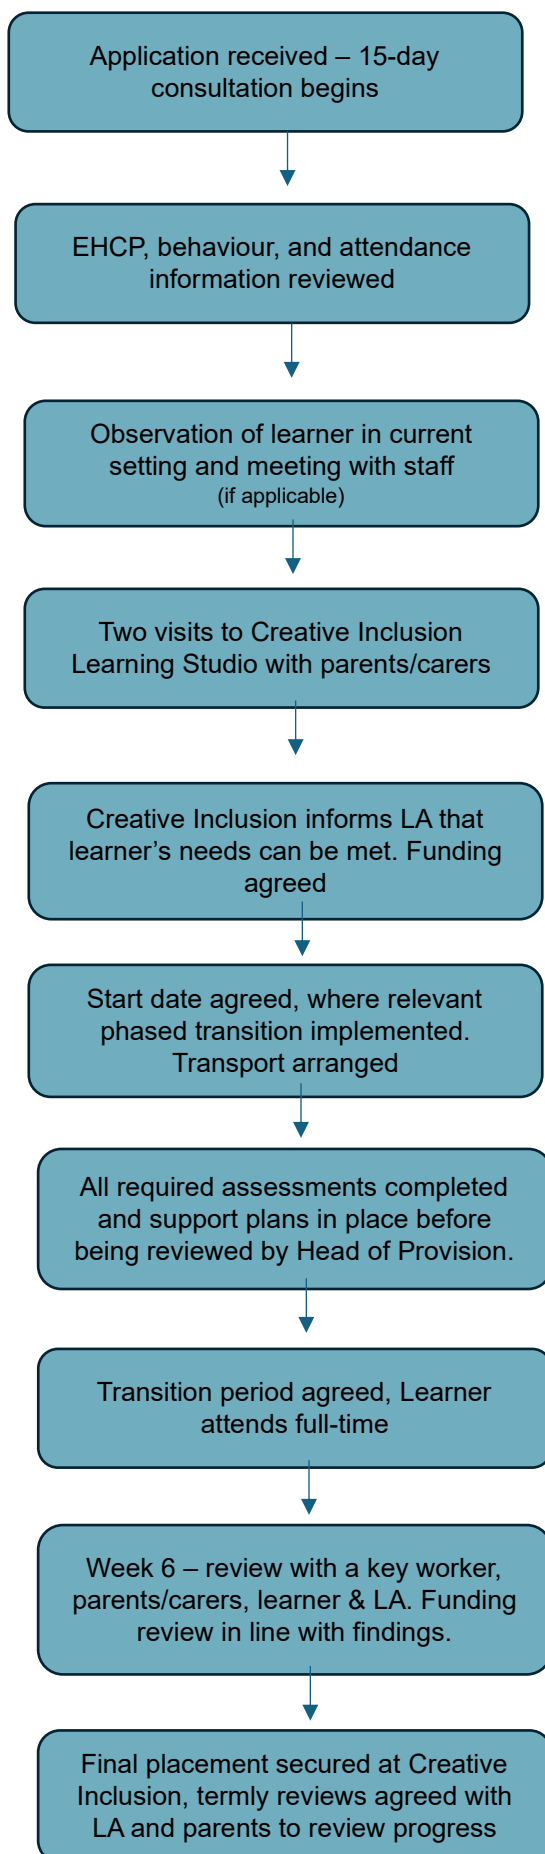 Application received – 15-day
consultation begins
EHCP, behaviour, and attendance
information reviewed
Observation of learner in current
setting and meeting with staff
(if applicable)
Two visits to Creative Inclusion
Learning Studio with parents/carers
Creative Inclusion informs LA that
learner’s needs can be met. Funding
agreed
Start date agreed, where relevant
phased transition implemented.
Transport arranged
All required assessments completed
and support plans in place before
being reviewed by Head of Provision.
Transition period agreed, Learner
attends full-time
Week 6 – review with a key worker,
parents/carers, learner & LA. Funding
review in line with findings.
Final placement secured at Creative
Inclusion, termly reviews agreed with
LA and parents to review progress